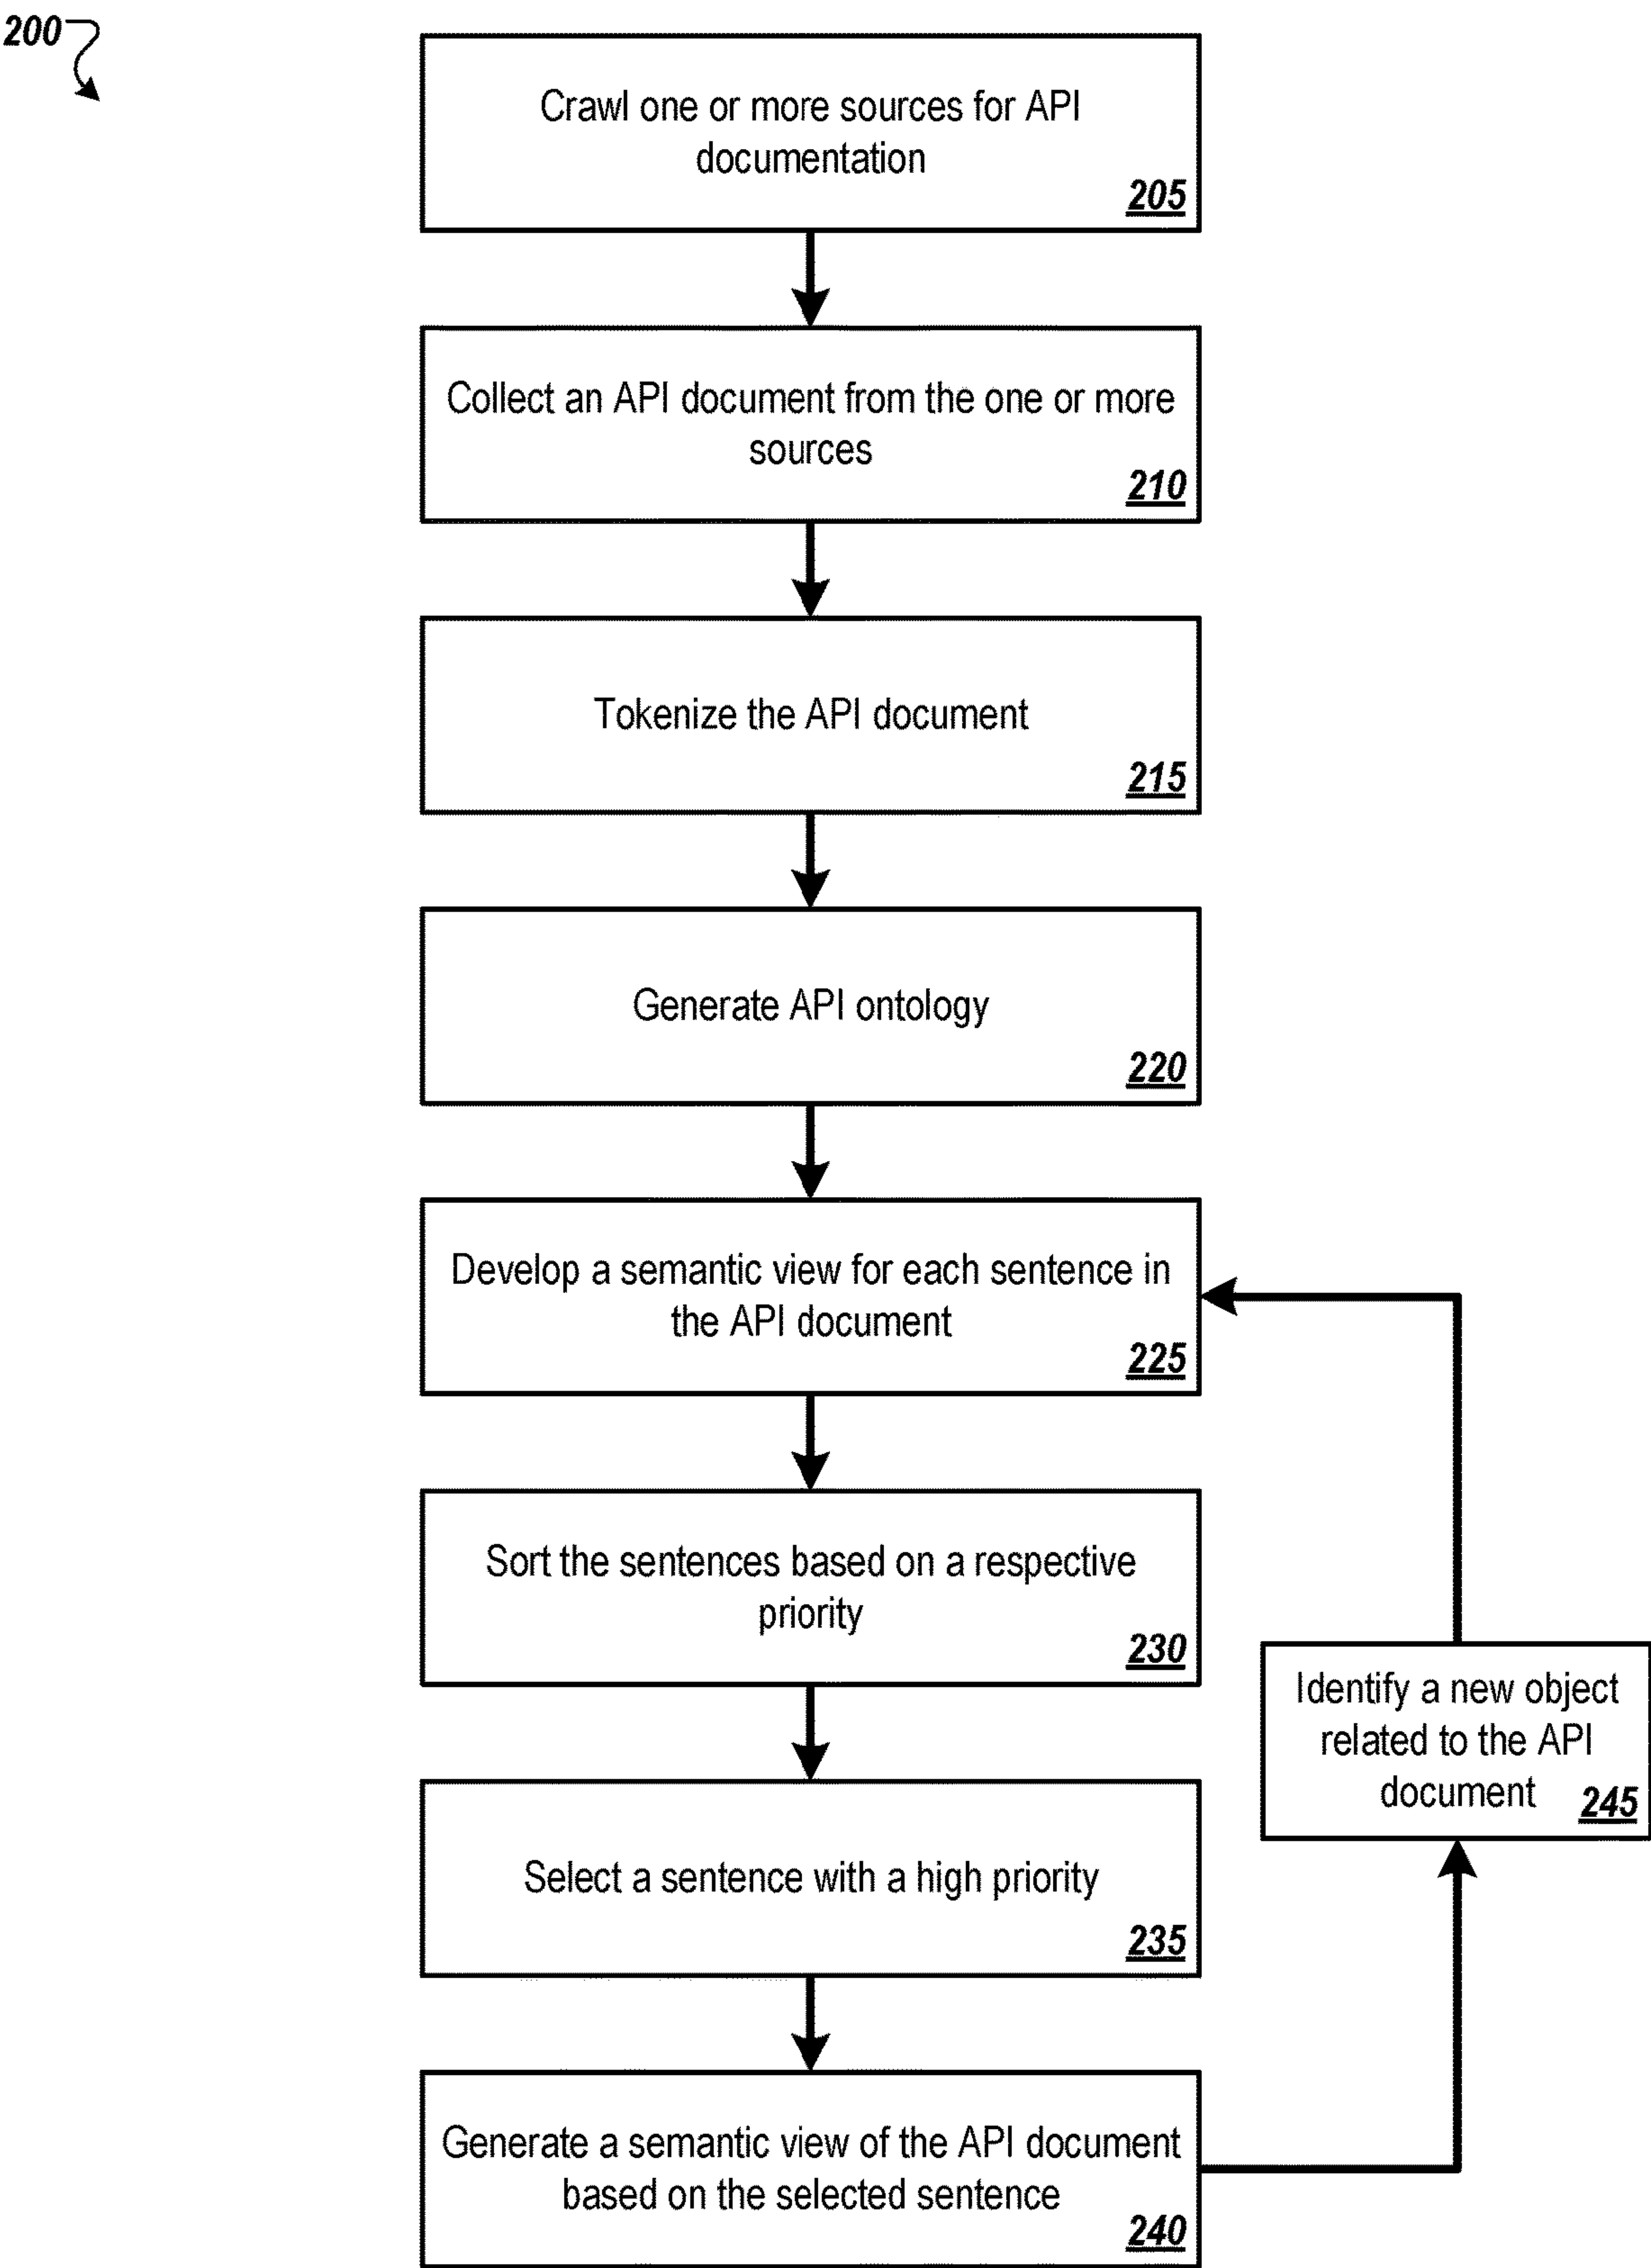 200
Crawl one or more sources for API
documentation
205
Collect an API document from the one or more
sources
210
Tokenize the API document
215
Generate API ontology
220
Develop a semantic view for each sentence in
the API document
225
Sort the sentences based on a respective
priority
230
Identify a new object
related to the API
document 245
Select a sentence with a high priority
235
Generate a semantic view of the API document
based on the selected sentence
240